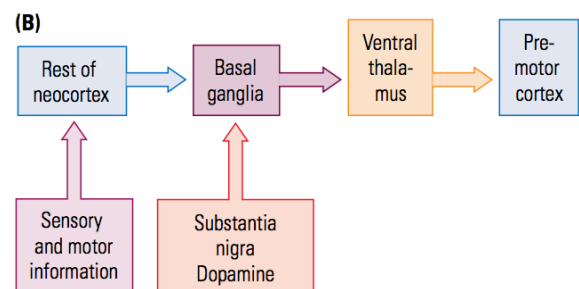 (B)
Rest of
neocortex
Basal
ganglia
Ventral
thala-
mus
Pre-
motor
cortex
Sensory
and motor
information
Substantia
nigra
Dopamine